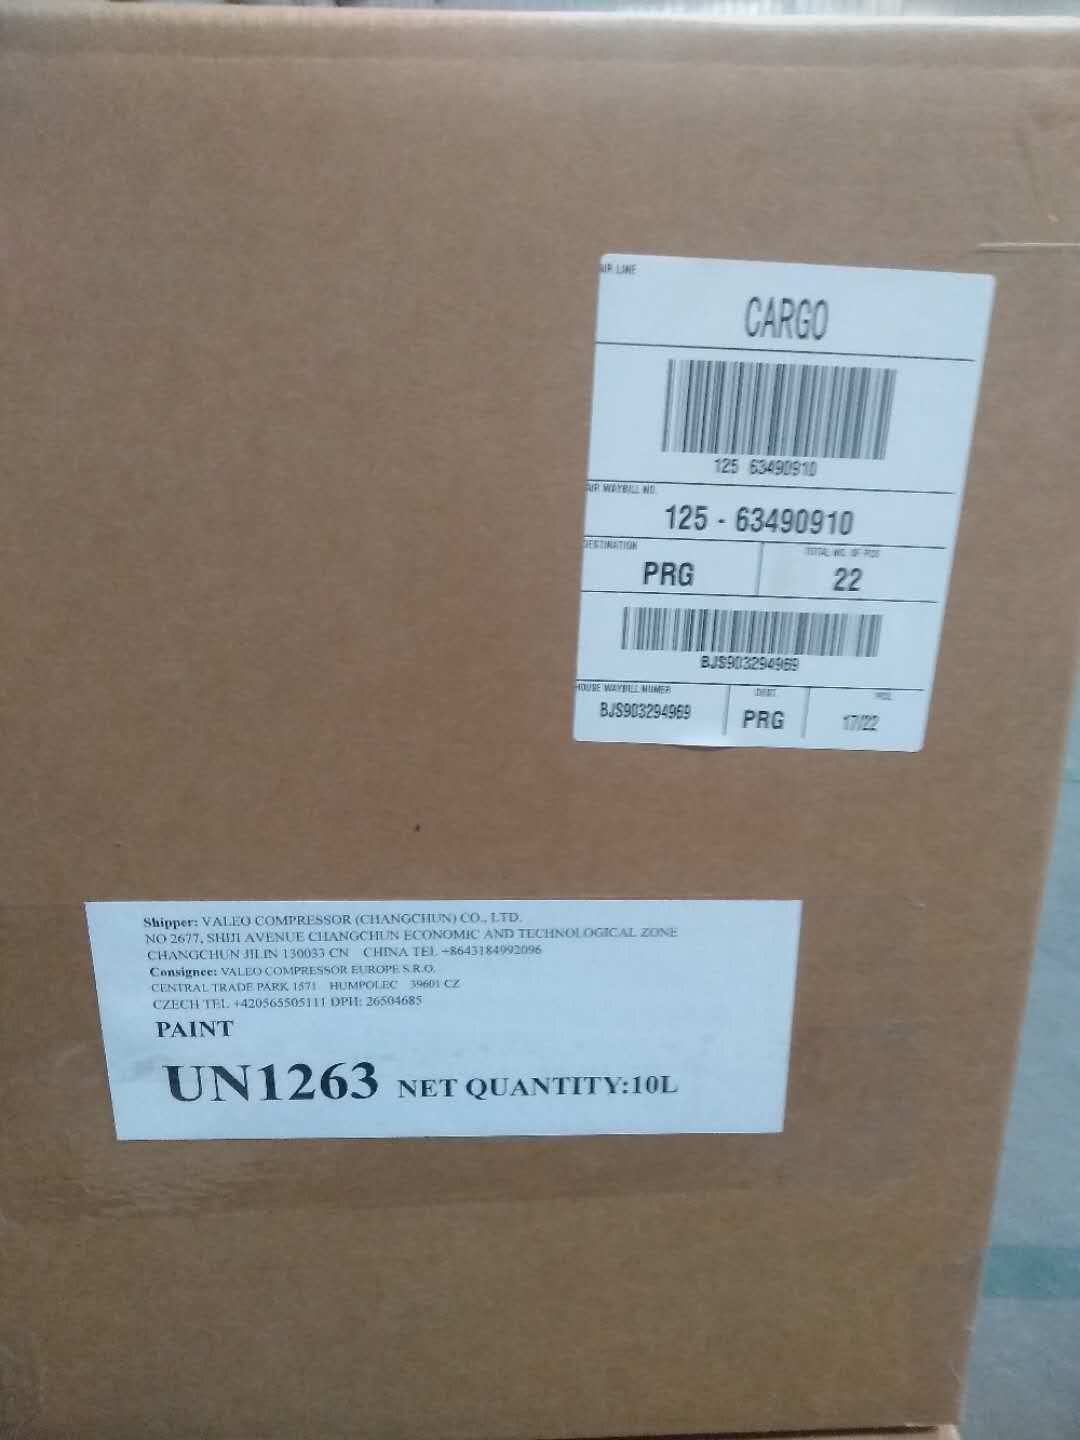 AIR LINE
CARGO
125 63490910
AIR WAYBILL NO.
125 - 63490910
DESTINATION
TOTAL NO. OF PCS
PRG
22
BJS903294969
HOUSE WAYBILL NUMER
DEST.
PCS.
BJS903294969
PRG
17/22
Shipper: VALEO COMPRESSOR (CHANGCHUN) CO., LTD.
NO 2677, SHIJI AVENUE CHANGCHUN ECONOMIC AND TECHNOLOGICAL ZONE
CHANGCHUN JILIN 130033 CN CHINA TEL +8643184992096
Consignee: VALEO COMPRESSOR EUROPE S.R.O.
CENTRAL TRADE PARK 1571 HUMPOLEC 39601 CZ
CZECH TEL +420565505111 DPH: 26504685
PAINT
UN1263 NET QUANTITY:10L